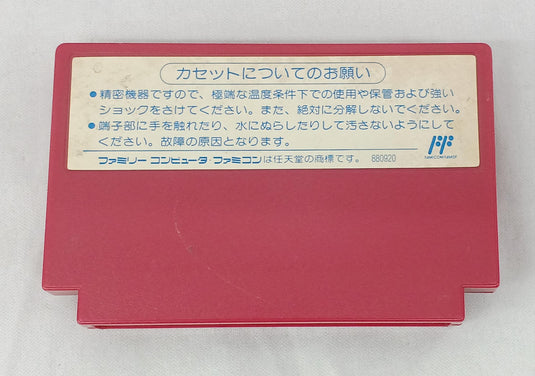 カセットについてのお願い
●精密機器ですので、極端な温度条件下での使用や保管および強い
ショックをさけてください。また、絶対に分解しないでください。
●端子部に手を触れたり、水にぬらしたりして汚さないようにして
ください。故障の原因となります。
ファミリーコンピュータ・ファミコンは任天堂の商標です。 880920
FAMICOM FAMILY